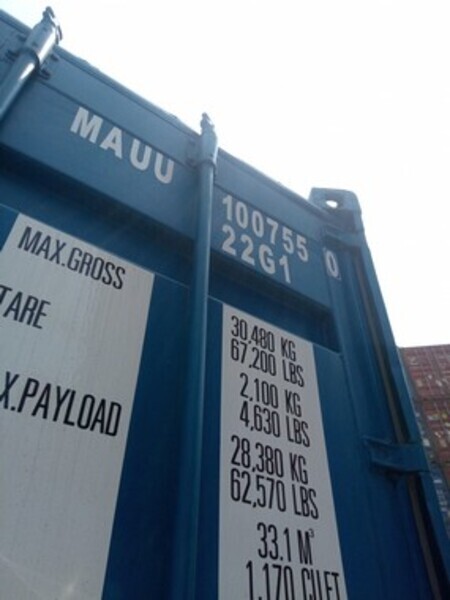 MAUU 100755 0
22G1
MAX.GROSS 30,480 KG
67,200 LBS
TARE 2,100 KG
4,630 LBS
X.PAYLOAD 28,380 KG
62,570 LBS
33.1 M³
1,170 CU.FT